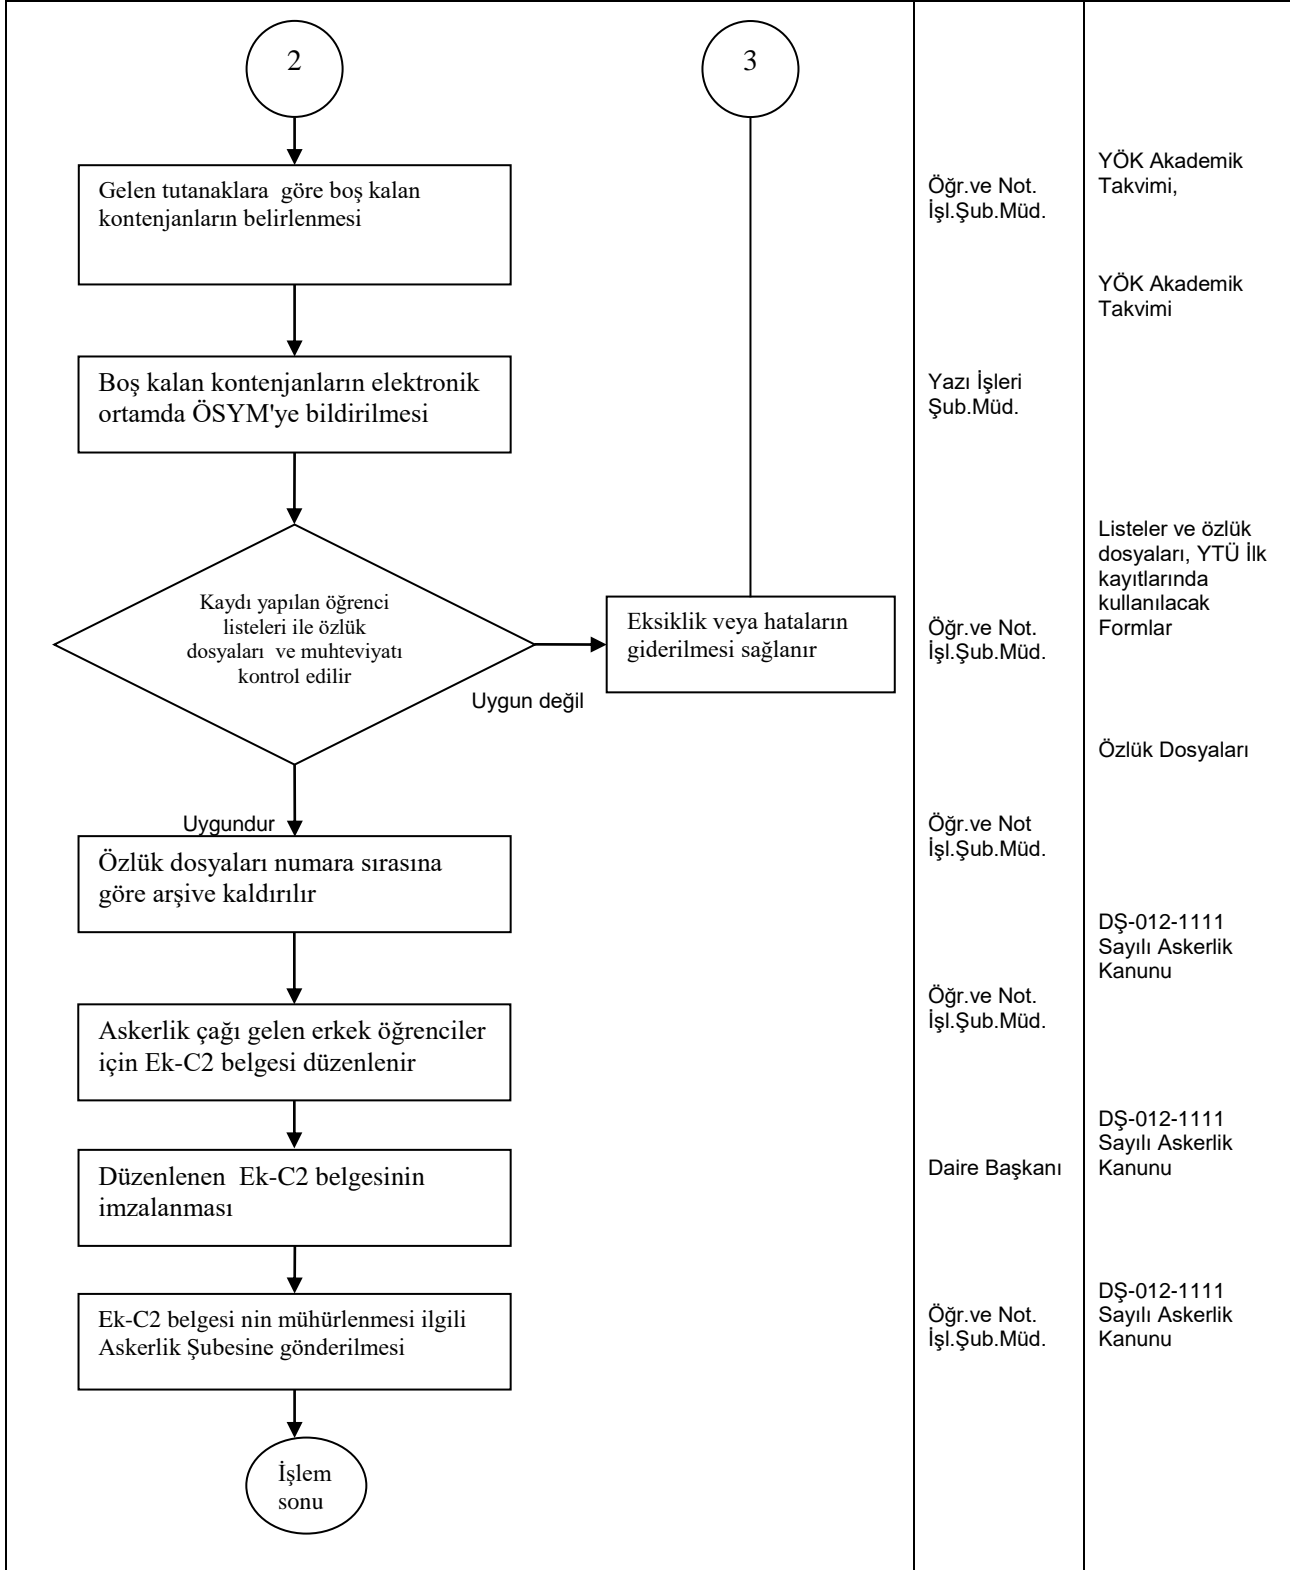 2
3
Gelen tutanaklara  göre boş kalan
kontenjanların belirlenmesi
Öğr.ve Not.
İşl.Şub.Müd.
YÖK Akademik
Takvimi,
YÖK Akademik
Takvimi
Boş kalan kontenjanların elektronik
ortamda ÖSYM'ye bildirilmesi
Yazı İşleri
Şub.Müd.
Kaydı yapılan öğrenci
listeleri ile özlük
dosyaları  ve muhteviyatı
kontrol edilir
Uygun değil
Eksiklik veya hataların
giderilmesi sağlanır
Öğr.ve Not.
İşl.Şub.Müd.
Listeler ve özlük
dosyaları, YTÜ İlk
kayıtlarında
kullanılacak
Formlar
Özlük Dosyaları
Uygundur
Özlük dosyaları numara sırasına
göre arşive kaldırılır
Öğr.ve Not
İşl.Şub.Müd.
DŞ-012-1111
Sayılı Askerlik
Kanunu
Askerlik çağı gelen erkek öğrenciler
için Ek-C2 belgesi düzenlenir
Öğr.ve Not.
İşl.Şub.Müd.
Düzenlenen  Ek-C2 belgesinin
imzalanması
Daire Başkanı
DŞ-012-1111
Sayılı Askerlik
Kanunu
Ek-C2 belgesi nin mühürlenmesi ilgili
Askerlik Şubesine gönderilmesi
Öğr.ve Not.
İşl.Şub.Müd.
DŞ-012-1111
Sayılı Askerlik
Kanunu
İşlem
sonu